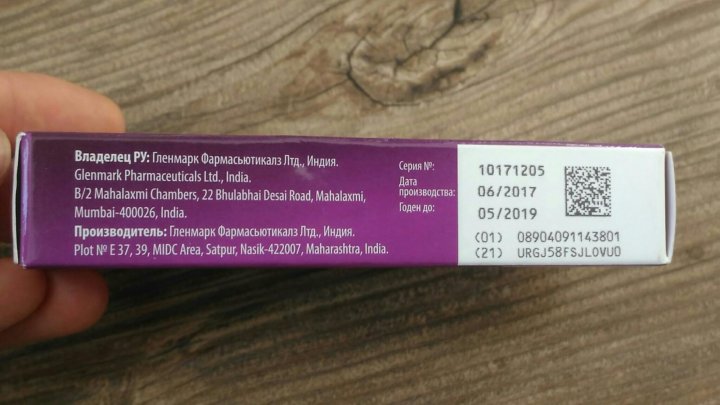 Владелец РУ: Гленмарк Фармасьютикалз Лтд., Индия.
Glenmark Pharmaceuticals Ltd., India.
B/2 Mahalaxmi Chambers, 22 Bhulabhai Desai Road, Mahalaxmi,
Mumbai-400026, India.
Производитель: Гленмарк Фармасьютикалз Лтд., Индия.
Plot № E 37, 39, MIDC Area, Satpur, Nasik-422007, Maharashtra, India.
Серия №: 10171205
Дата
производства: 06/2017
Годен до: 05/2019
(01) 08904091143801
(21) URGJ58FSJLOVUO